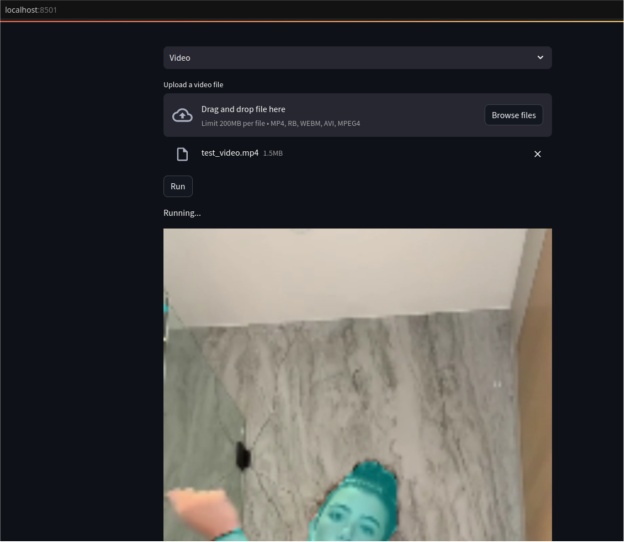 localhost:8501
Video
Upload a video file
Drag and drop file here
Limit 200MB per file • MP4, RB, WEBM, AVI, MPEG4
Browse files
test_video.mp4 1.5MB
Run
Running...